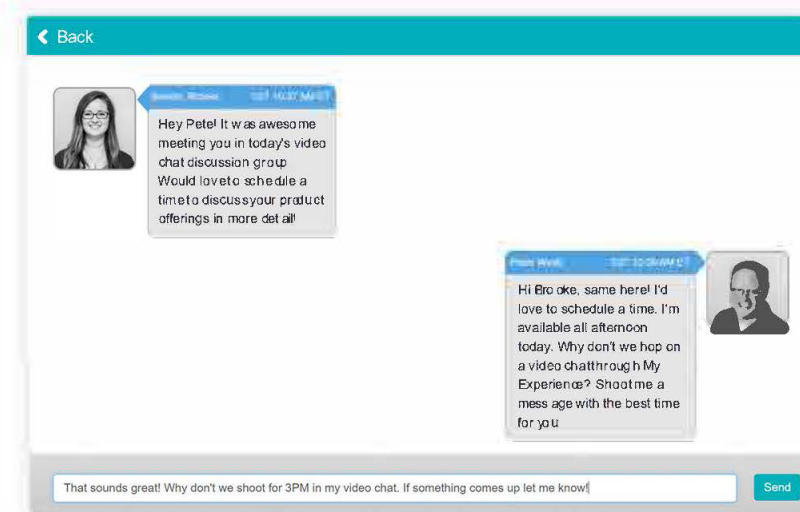 Back
Hey Pete! It was awesome
meeting you in today's video
chat discussion group
Would love to schedule a
time to discuss your product
offerings in more detail!
Hi Brooke, same here! I'd
love to schedule a time. I'm
available all afternoon
today. Why don't we hop on
a video chat through My
Experience? Shoot me a
message with the best time
for you
That sounds great! Why don't we shoot for 3PM in my video chat. If something comes up let me know!
Send